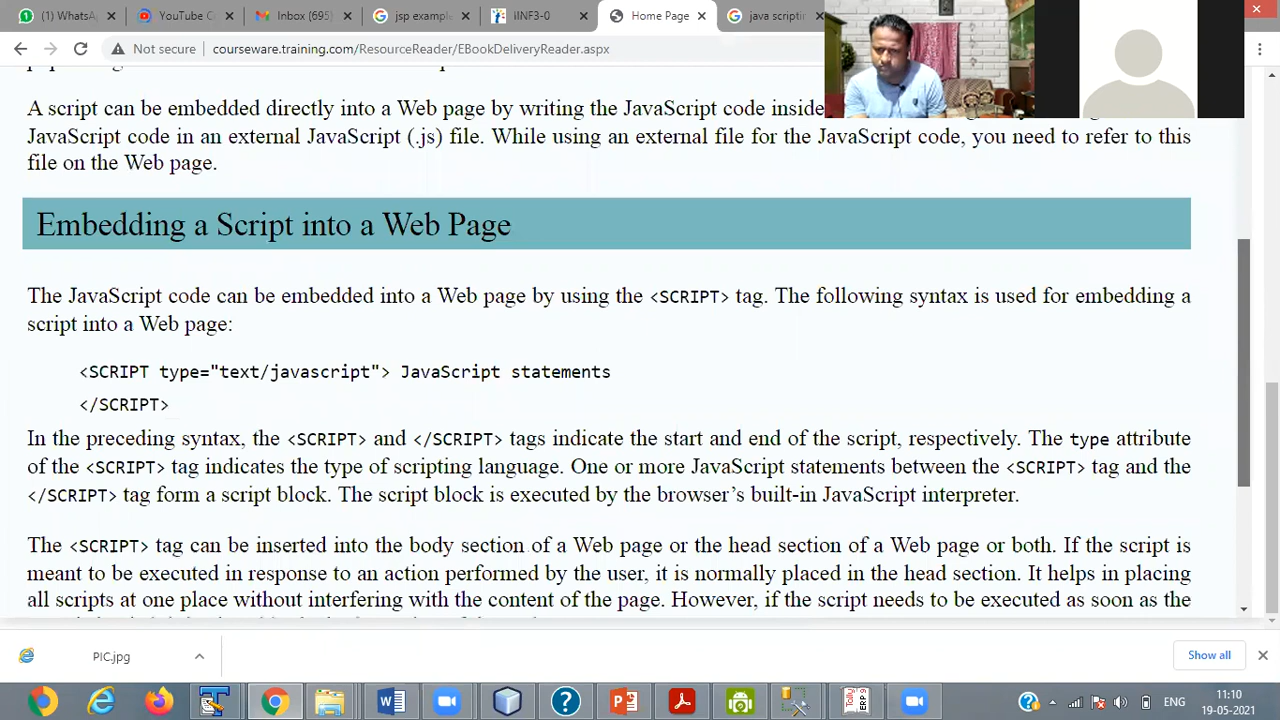 (1) WhatsA
YouTube C
Inbox (695)
jsp example
iINF3-0
Home Page
java scriptin
Not secure
courseware.training.com/ResourceReader/EBookDeliveryReader.aspx
A script can be embedded directly into a Web page by writing the JavaScript code inside
JavaScript code in an external JavaScript (.js) file. While using an external file for the JavaScript code, you need to refer to this
file on the Web page.
Embedding a Script into a Web Page
The JavaScript code can be embedded into a Web page by using the <SCRIPT> tag. The following syntax is used for embedding a
script into a Web page:
<SCRIPT type="text/javascript"> JavaScript statements
</SCRIPT>
In the preceding syntax, the <SCRIPT> and </SCRIPT> tags indicate the start and end of the script, respectively. The type attribute
of the <SCRIPT> tag indicates the type of scripting language. One or more JavaScript statements between the <SCRIPT> tag and the
</SCRIPT> tag form a script block. The script block is executed by the browser’s built-in JavaScript interpreter.
The <SCRIPT> tag can be inserted into the body section of a Web page or the head section of a Web page or both. If the script is
meant to be executed in response to an action performed by the user, it is normally placed in the head section. It helps in placing
all scripts at one place without interfering with the content of the page. However, if the script needs to be executed as soon as the
PIC.jpg
Show all
ENG
11:10
19-05-2021